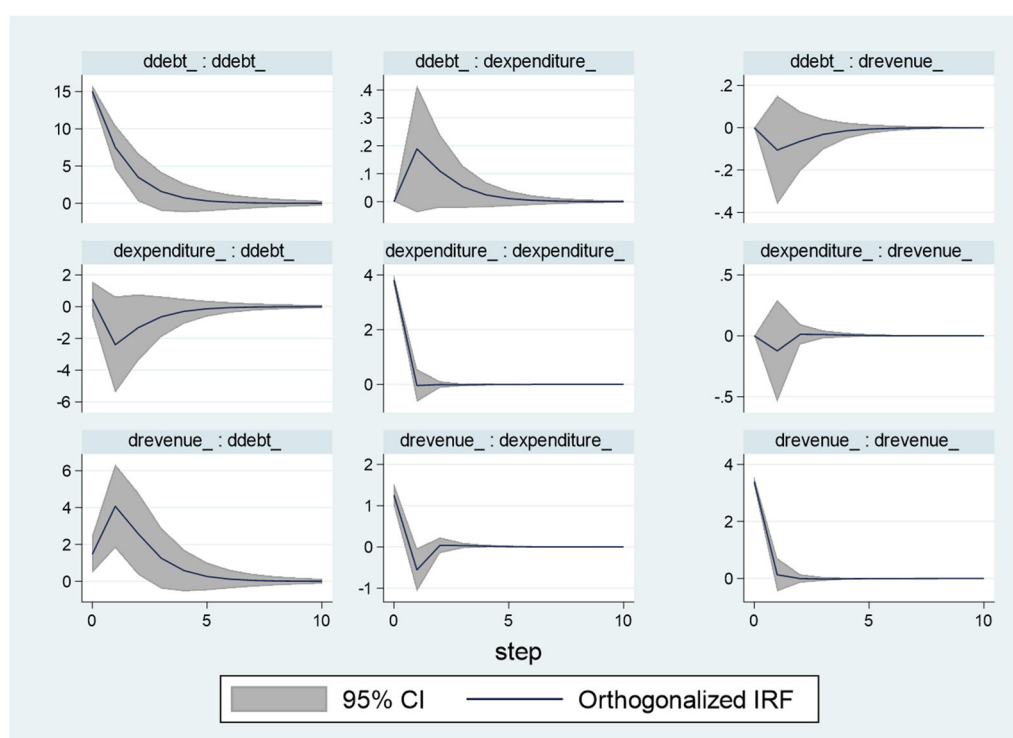 ddebt_ : ddebt_
15
10
5
0
ddebt_ : dexpenditure_
.4
.3
.2
.1
0
ddebt_ : drevenue_
.2
0
-.2
-.4
dexpenditure_ : ddebt_
2
0
-2
-4
-6
dexpenditure_ : dexpenditure_
4
2
0
dexpenditure_ : drevenue_
.5
0
-.5
drevenue_ : ddebt_
6
4
2
0
0 5 10
drevenue_ : dexpenditure_
2
1
0
-1
0 5 10
drevenue_ : drevenue_
4
2
0
0 5 10
step
95% CI Orthogonalized IRF